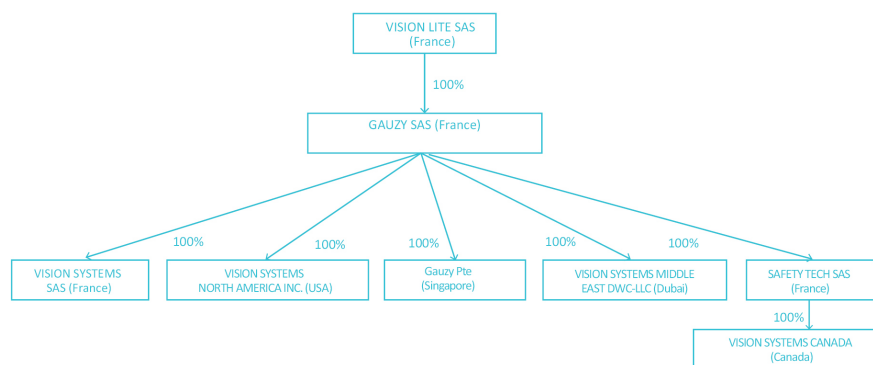 VISION LITE SAS
(France)
100%
GAUZY SAS (France)
100%
100%
100%
100%
100%
VISION SYSTEMS
SAS (France)
VISION SYSTEMS
NORTH AMERICA INC. (USA)
Gauzy Pte
(Singapore)
VISION SYSTEMS MIDDLE
EAST DWC-LLC (Dubai)
SAFETY TECH SAS
(France)
100%
VISION SYSTEMS CANADA
(Canada)